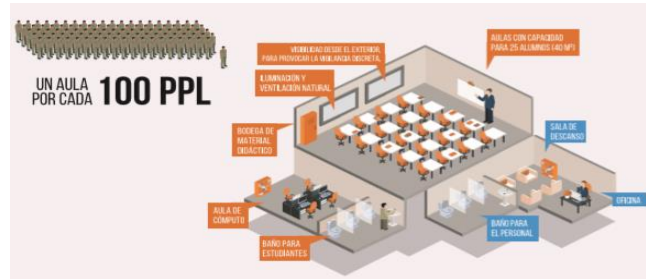 UN AULA
POR CADA 100 PPL
VISIBILIDAD DESDE EL EXTERIOR,
PARA PROVOCAR LA VIGILANCIA DISCRETA.
ILUMINACIÓN Y
VENTILACIÓN NATURAL
BODEGA DE
MATERIAL
DIDÁCTICO
AULAS CON CAPACIDAD
PARA 25 ALUMNOS (40 M²)
SALA DE
DESCANSO
OFICINA
AULA DE
CÓMPUTO
BAÑO PARA
ESTUDIANTES
BAÑO PARA
EL PERSONAL